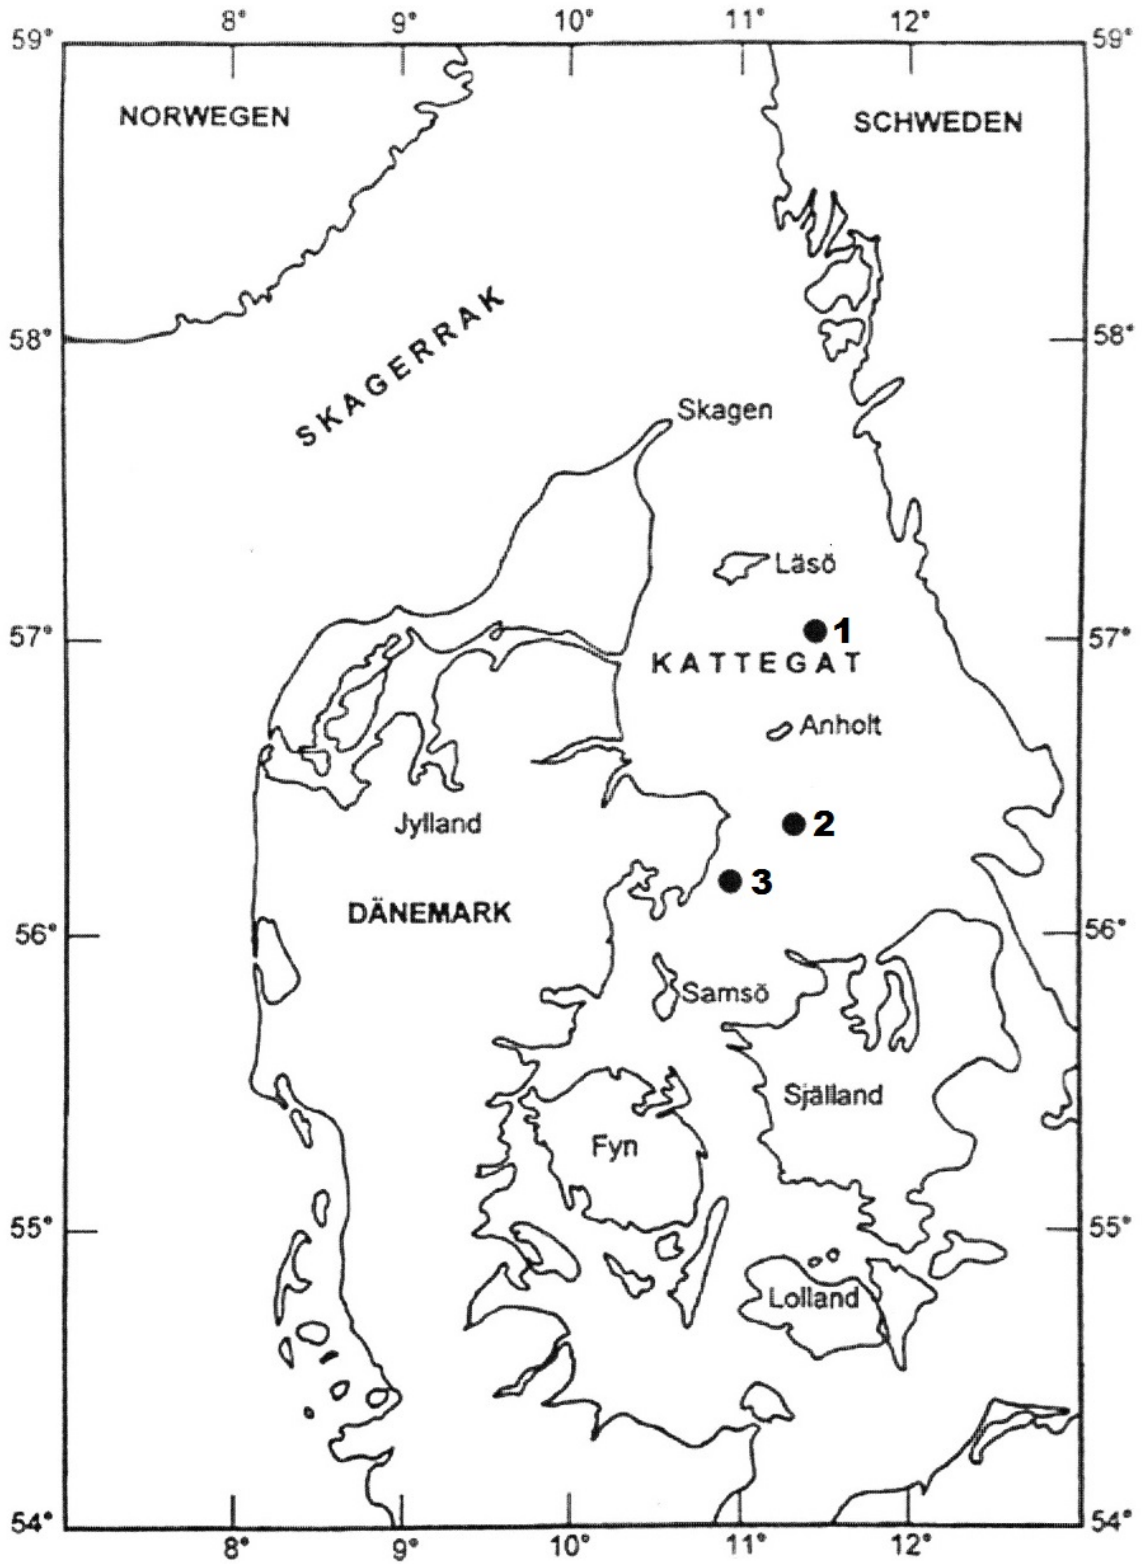 8° 9° 10° 11° 12°
59° 59°
NORWEGEN SCHWEDEN
SKAGERRAK
58° 58°
Skagen
Läsö
1
57° 57°
KATTEGAT
Anholt
Jylland 2
3
DÄNEMARK
56° 56°
Samsö
Själland
Fyn
55° 55°
Lolland
54° 54°
8° 9° 10° 11° 12°